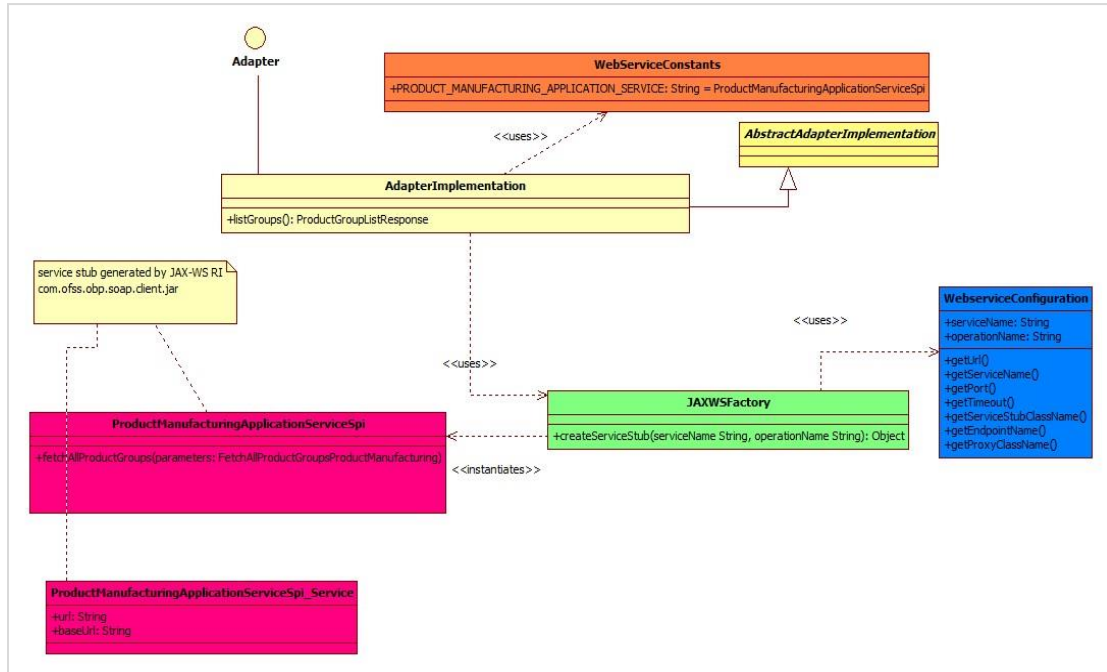 Adapter
WebServiceConstants
+PRODUCT_MANUFACTURING_APPLICATION_SERVICE: String = ProductManufacturingApplicationServiceSpi
<<uses>>
AbstractAdapterImplementation
AdapterImplementation
+listGroups(): ProductGroupListResponse
service stub generated by JAX-WS RI
com.ofss.obp.soap.client.jar
WebserviceConfiguration
+serviceName: String
+operationName: String
+getUrl()
+getServiceName()
+getPort()
+getTimeout()
+getServiceStubClassName()
+getEndpointName()
+getProxyClassName()
<<uses>>
<<uses>>
JAXWSFactory
+createServiceStub(serviceName String, operationName String): Object
ProductManufacturingApplicationServiceSpi
+fetchAllProductGroups(parameters: FetchAllProductGroupsProductManufacturing)
<<instantiates>>
ProductManufacturingApplicationServiceSpi_Service
+url: String
+baseUrl: String